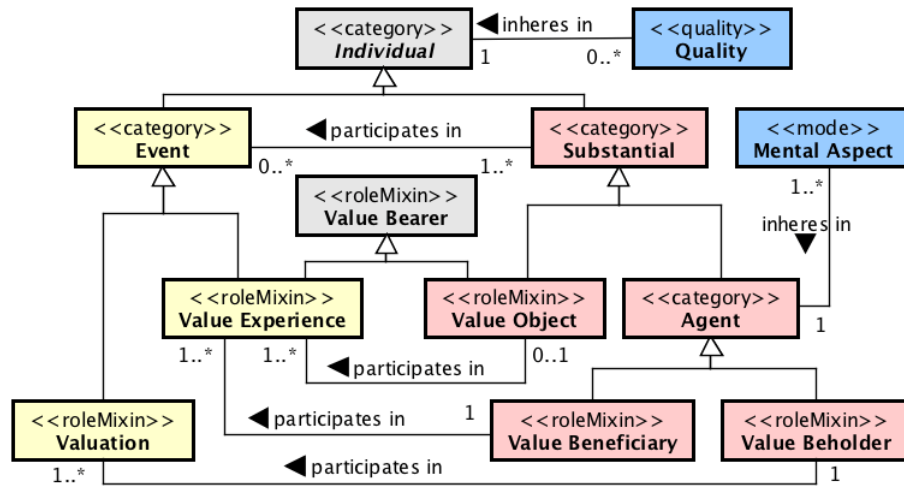 <<category>>
Individual
◀ inheres in
1
0..*
<<quality>>
Quality
<<category>>
Event
◀ participates in
0..*
1..*
<<category>>
Substantial
<<mode>>
Mental Aspect
1..*
inheres in
▼
1
<<roleMixin>>
Value Bearer
<<roleMixin>>
Value Experience
<<roleMixin>>
Value Object
<<category>>
Agent
1..*
1..*
◀ participates in
0..1
<<roleMixin>>
Valuation
◀ participates in
1
<<roleMixin>>
Value Beneficiary
<<roleMixin>>
Value Beholder
1..*
◀ participates in
1